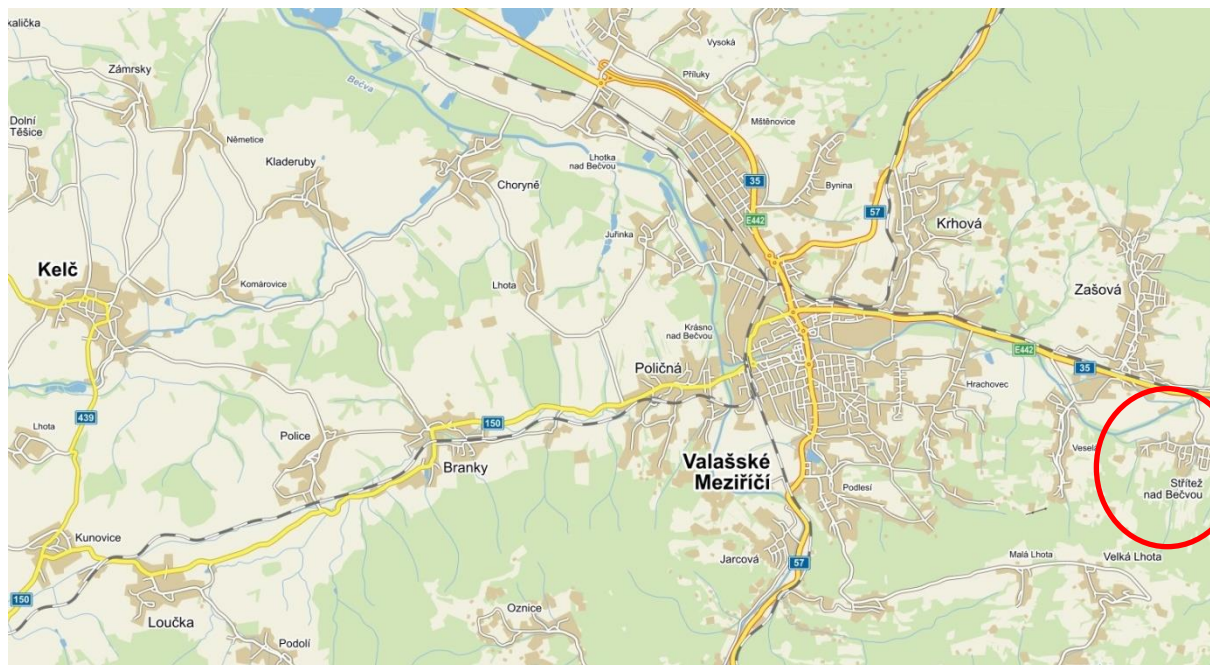 kalička
Vysoká
Zámrsky
Příluky
Bečva
Dolní
Těšice
Mštěnovice
Němetice
Kladeruby
Lhotka
nad Bečvou
Choryně
35
Bynina
E442
57
Krhová
Juřinka
Kelč
Komárovice
Lhota
Zašová
Krásno
nad Bečvou
E442
Poličná
35
Hrachovec
439
150
Lhota
Police
Branky
Valašské
Meziříčí
Veselá
Podlesí
Střítež
nad Bečvou
Kunovice
Jarcová
57
Malá Lhota
Velká Lhota
150
Loučka
Oznice
Podolí